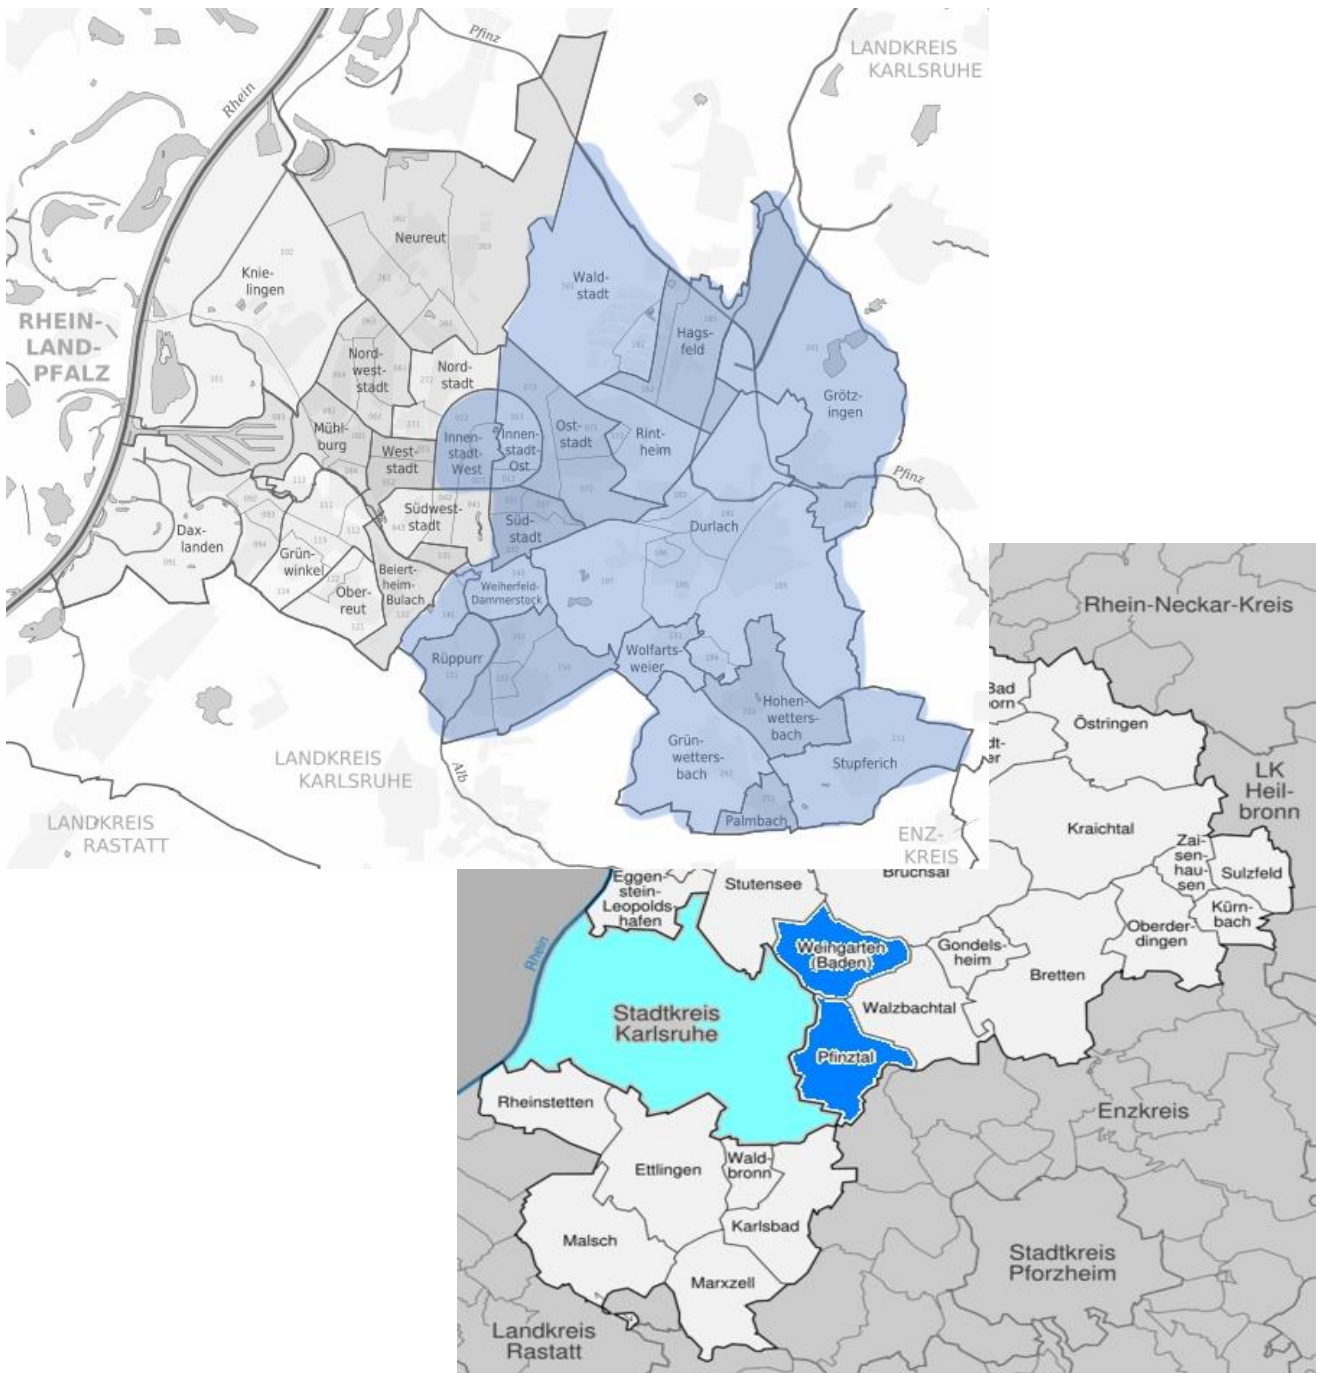 Pfinz
LANDKREIS
KARLSRUHE
Rhein
Neureut
Knie-
lingen
Wald-
stadt
RHEIN-
LAND-
PFALZ
Hags-
feld
Nord-
west-
stadt
Nord-
stadt
Grötz-
ingen
Mühl-
burg
Innen-
stadt-
West
Innen-
stadt-
Ost
Ost-
stadt
Rint-
heim
West-
stadt
Pfinz
Südwest-
stadt
Süd-
stadt
Durlach
Dax-
landen
Grün-
winkel
Beiert-
heim-
Bulach
Ober-
reut
Weiherfeld-
Dammerstock
Rüppurr
Wolfarts-
weier
Hohen-
wetters-
bach
Grün-
wetters-
bach
Stupferich
Palmbach
LANDKREIS
KARLSRUHE
Alb
LANDKREIS
RASTATT
ENZ-
KREIS
Rhein-Neckar-Kreis
Bad
orn
Östringen
dt-
er
LK
Heil-
bronn
Kraichtal
Zai-
sen-
hau-
sen
Sulzfeld
Bruchsal
Stutensee
Eggen-
stein-
Leopolds-
hafen
Kürn-
bach
Oberder-
dingen
Rhein
Weingarten
(Baden)
Gondels-
heim
Bretten
Stadtkreis
Karlsruhe
Walzbachtal
Pfinztal
Rheinstetten
Enzkreis
Ettlingen
Wald-
bronn
Karlsbad
Malsch
Marxzell
Stadtkreis
Pforzheim
Landkreis
Rastatt